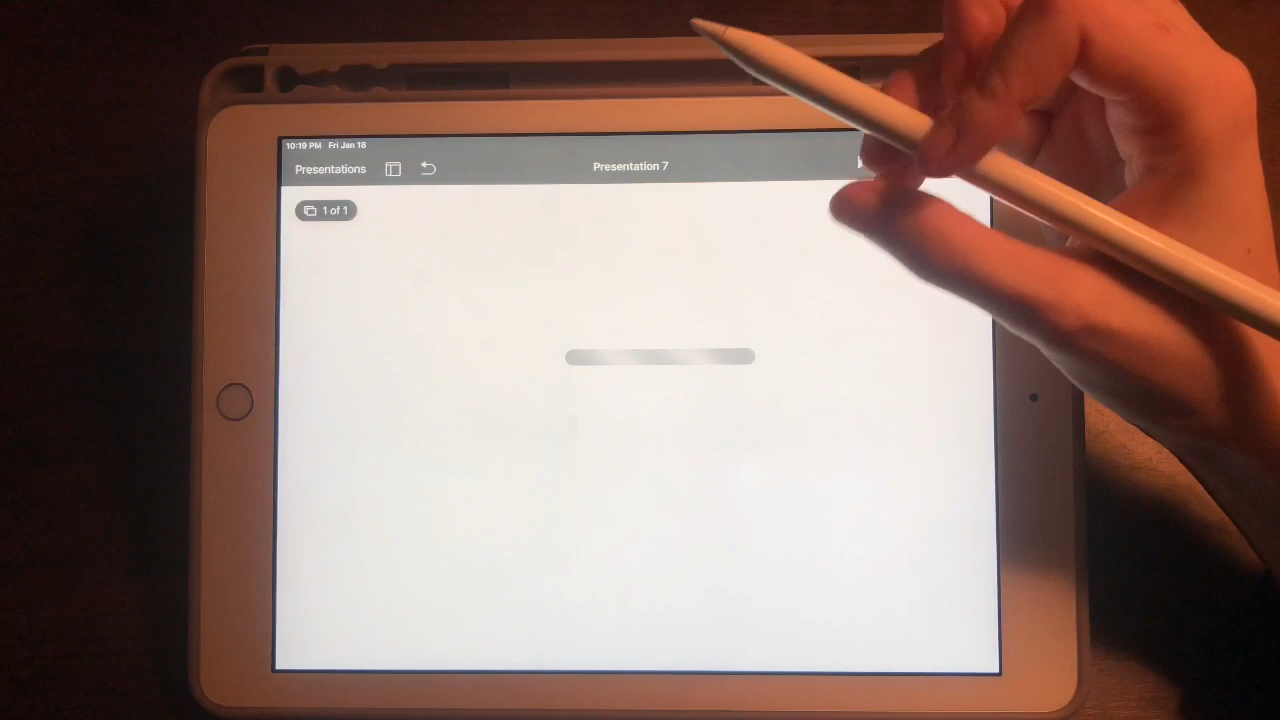 10:19 PM Fri Jan 18
Presentations
Presentation 7
1 of 1